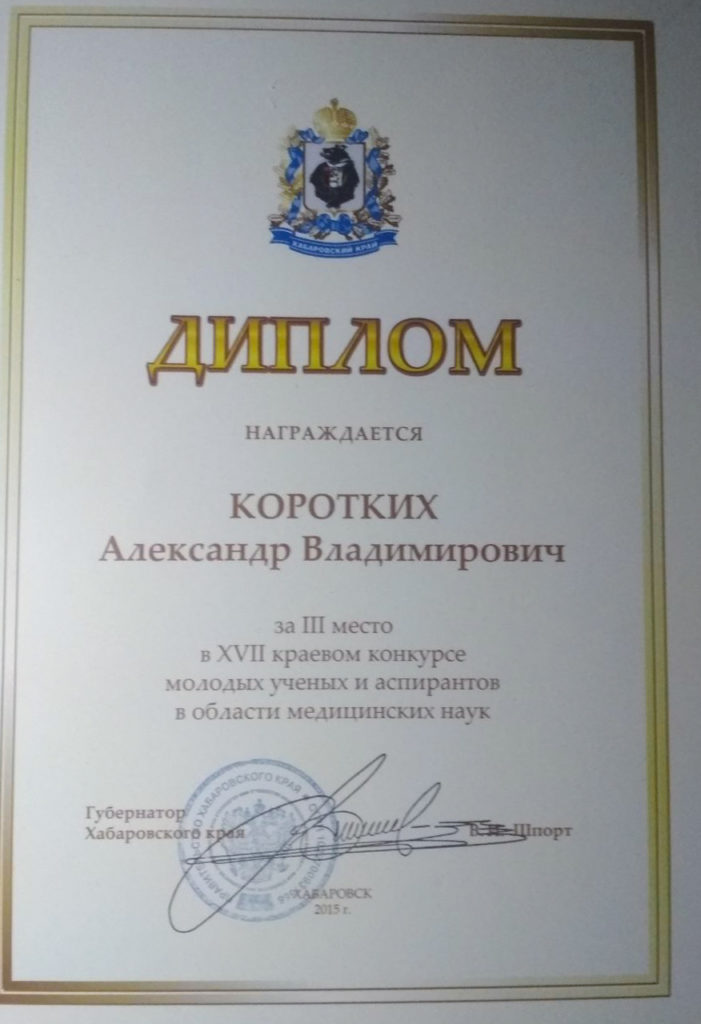 ХАБАРОВСКИЙ КРАЙ
ДИПЛОМ
НАГРАЖДАЕТСЯ
КОРОТКИХ
Александр Владимирович
за III место
в XVII краевом конкурсе
молодых ученых и аспирантов
в области медицинских наук
Губернатор
Хабаровского края
В.И. Шпорт
ПРАВИТЕЛЬСТВО ХАБАРОВСКОГО КРАЯ
ХАБАРОВСК
2015 г.